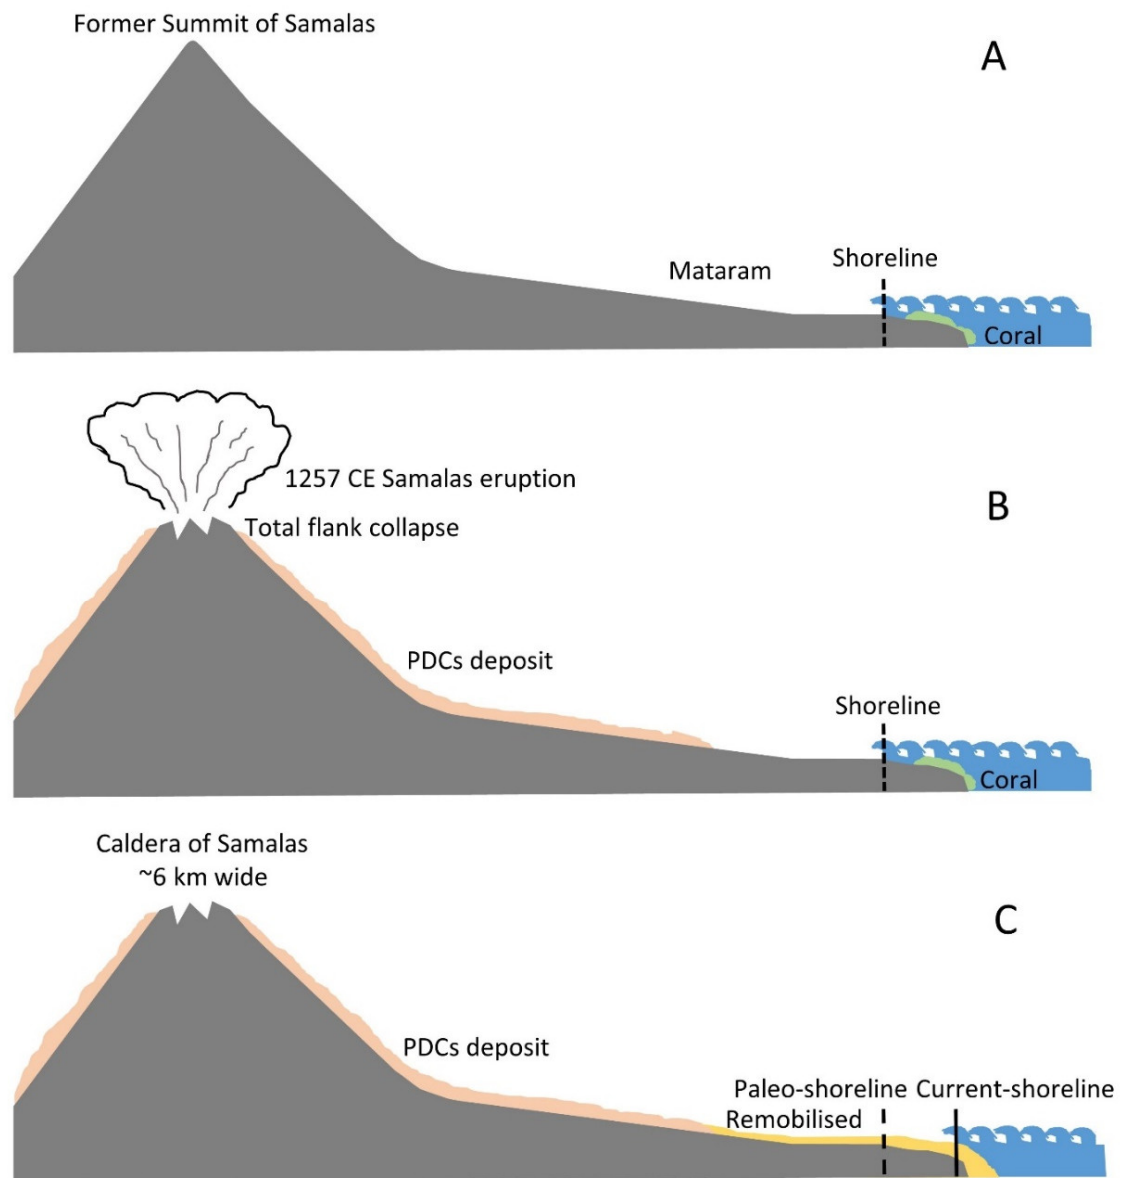 Former Summit of Samalas
A
Mataram
Shoreline
Coral
1257 CE Samalas eruption
Total flank collapse
B
PDCs deposit
Shoreline
Coral
Caldera of Samalas
~6 km wide
C
PDCs deposit
Paleo-shoreline
Current-shoreline
Remobilised